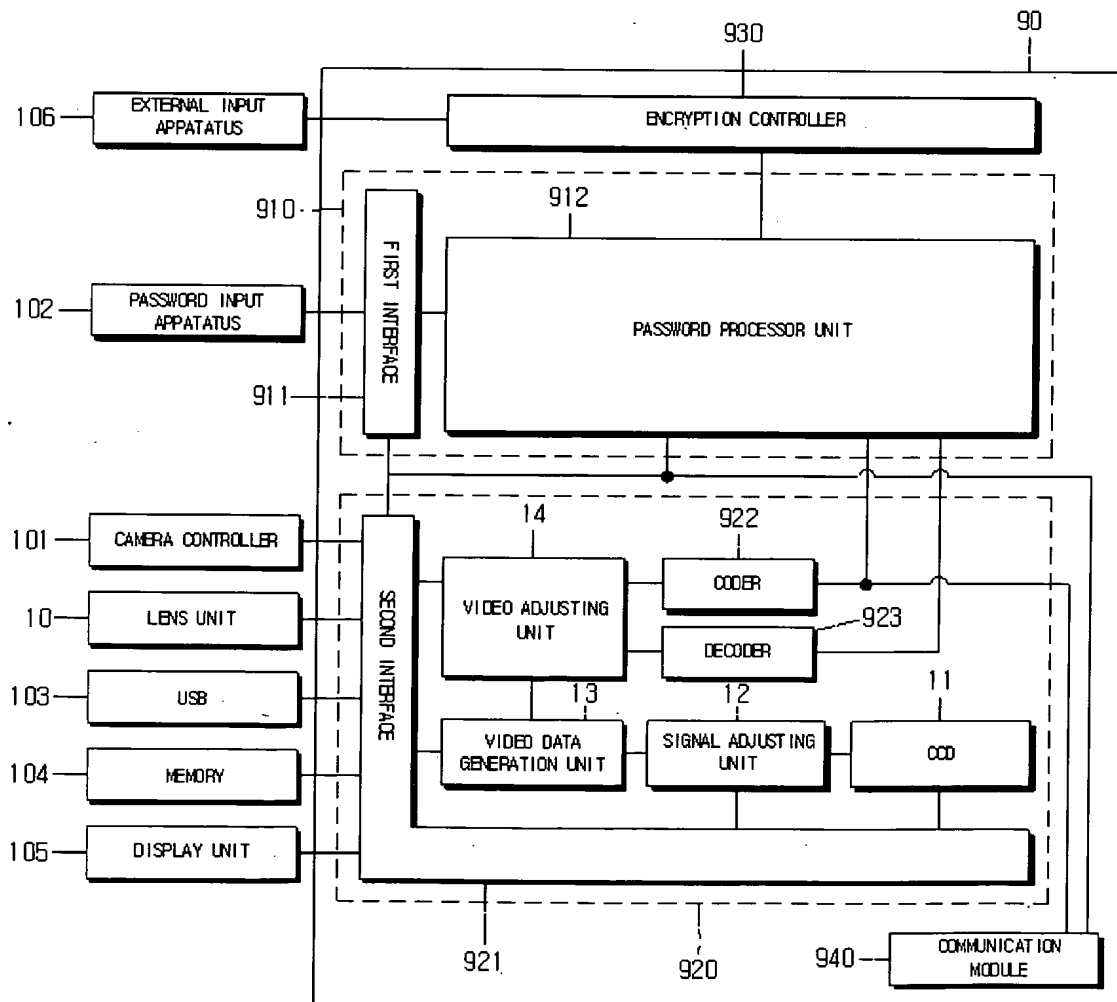 930
90
106
EXTERNAL INPUT
APPATATUS
ENCRYPTION CONTROLLER
910
912
FIRST INTERFACE
102
PASSWORD INPUT
APPATATUS
PASSWORD PROCESSOR UNIT
911
101
CAMERA CONTROLLER
14
922
CODER
10
LENS UNIT
SECOND INTERFACE
VIDEO ADJUSTING
UNIT
923
DECODER
103
USB
13
12
11
VIDEO DATA
GENERATION UNIT
SIGNAL ADJUSTING
UNIT
CCD
104
MEMORY
105
DISPLAY UNIT
921
920
940
COMMUNICATION
MODULE